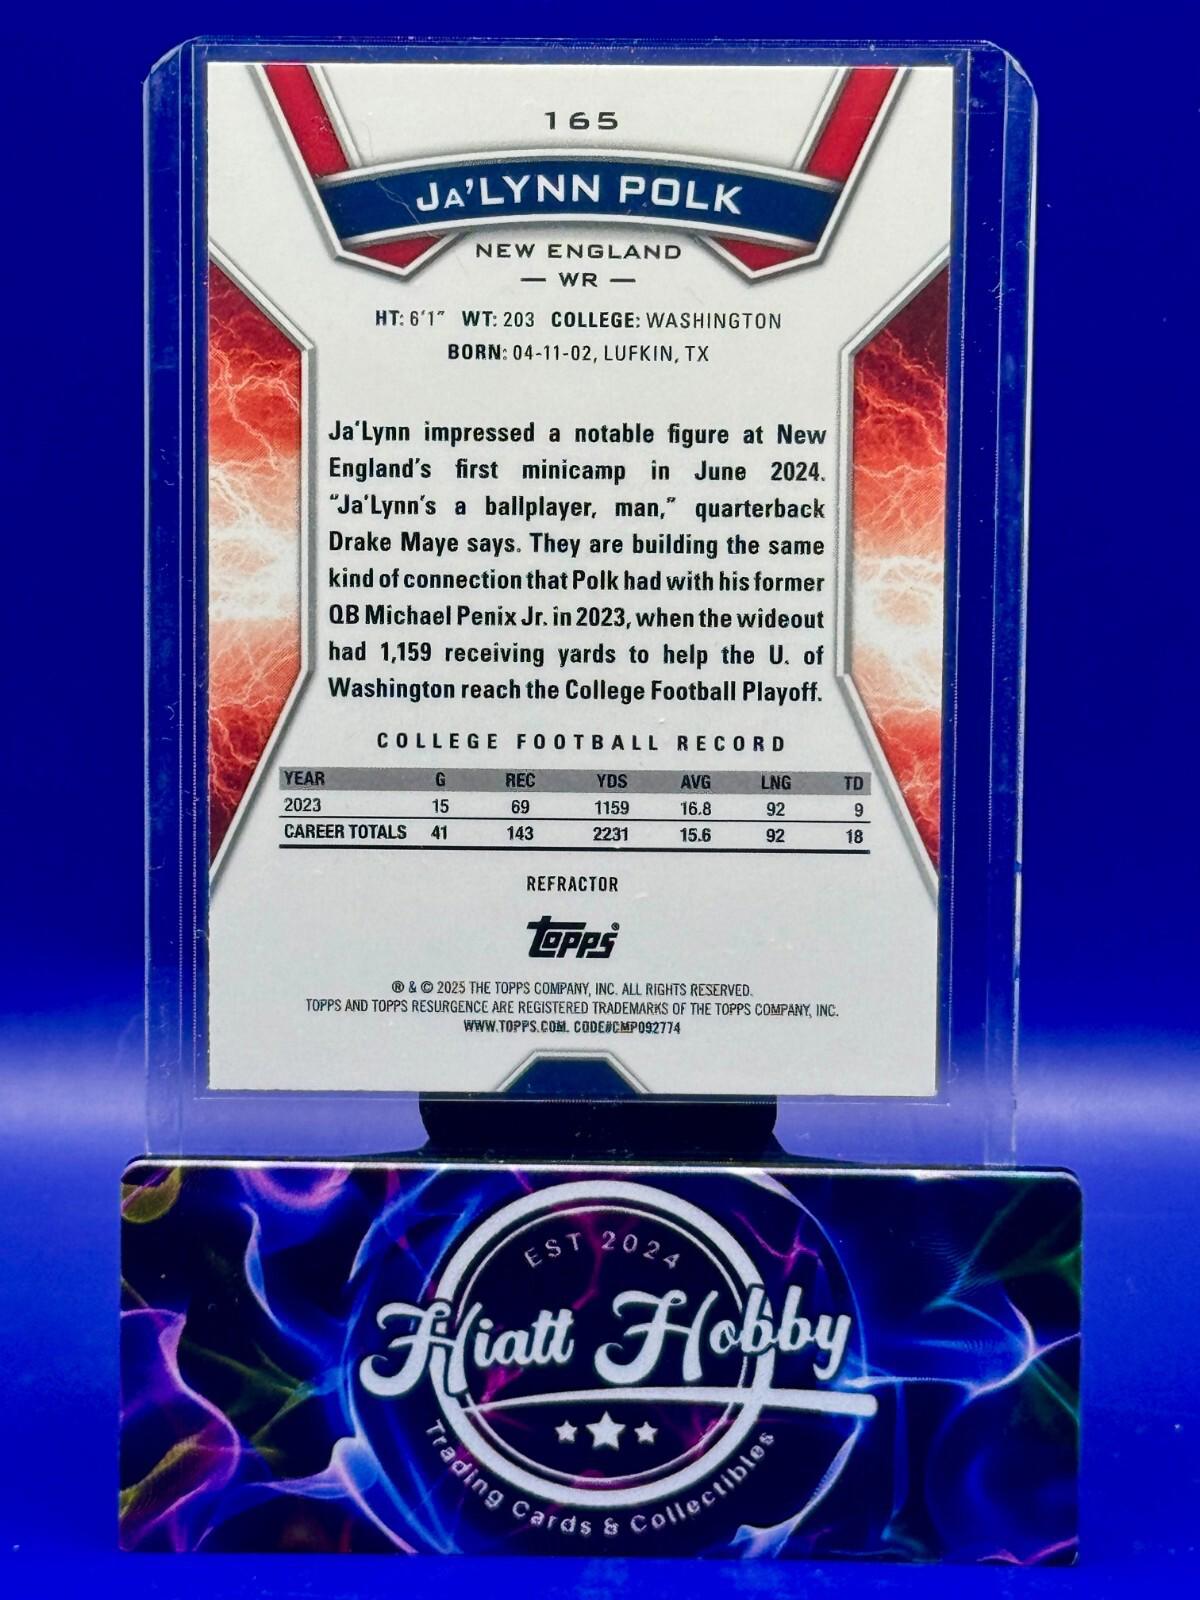 165
JA'LYNN POLK
NEW ENGLAND
— WR —
HT: 6'1" WT: 203 COLLEGE: WASHINGTON
BORN: 04-11-02, LUFKIN, TX
Ja'Lynn impressed a notable figure at New
England's first minicamp in June 2024.
"Ja'Lynn's a ballplayer, man," quarterback
Drake Maye says. They are building the same
kind of connection that Polk had with his former
QB Michael Penix Jr. in 2023, when the wideout
had 1,159 receiving yards to help the U. of
Washington reach the College Football Playoff.
COLLEGE FOOTBALL RECORD
YEAR G REC YDS AVG LNG TD
2023 15 69 1159 16.8 92 9
CAREER TOTALS 41 143 2231 15.6 92 18
REFRACTOR
Topps®
® & © 2025 THE TOPPS COMPANY, INC. ALL RIGHTS RESERVED.
TOPPS AND TOPPS RESURGENCE ARE REGISTERED TRADEMARKS OF THE TOPPS COMPANY, INC.
WWW.TOPPS.COM. CODE#CMP092774
EST 2024
Hiatt Hobby
Trading Cards & Collectibles